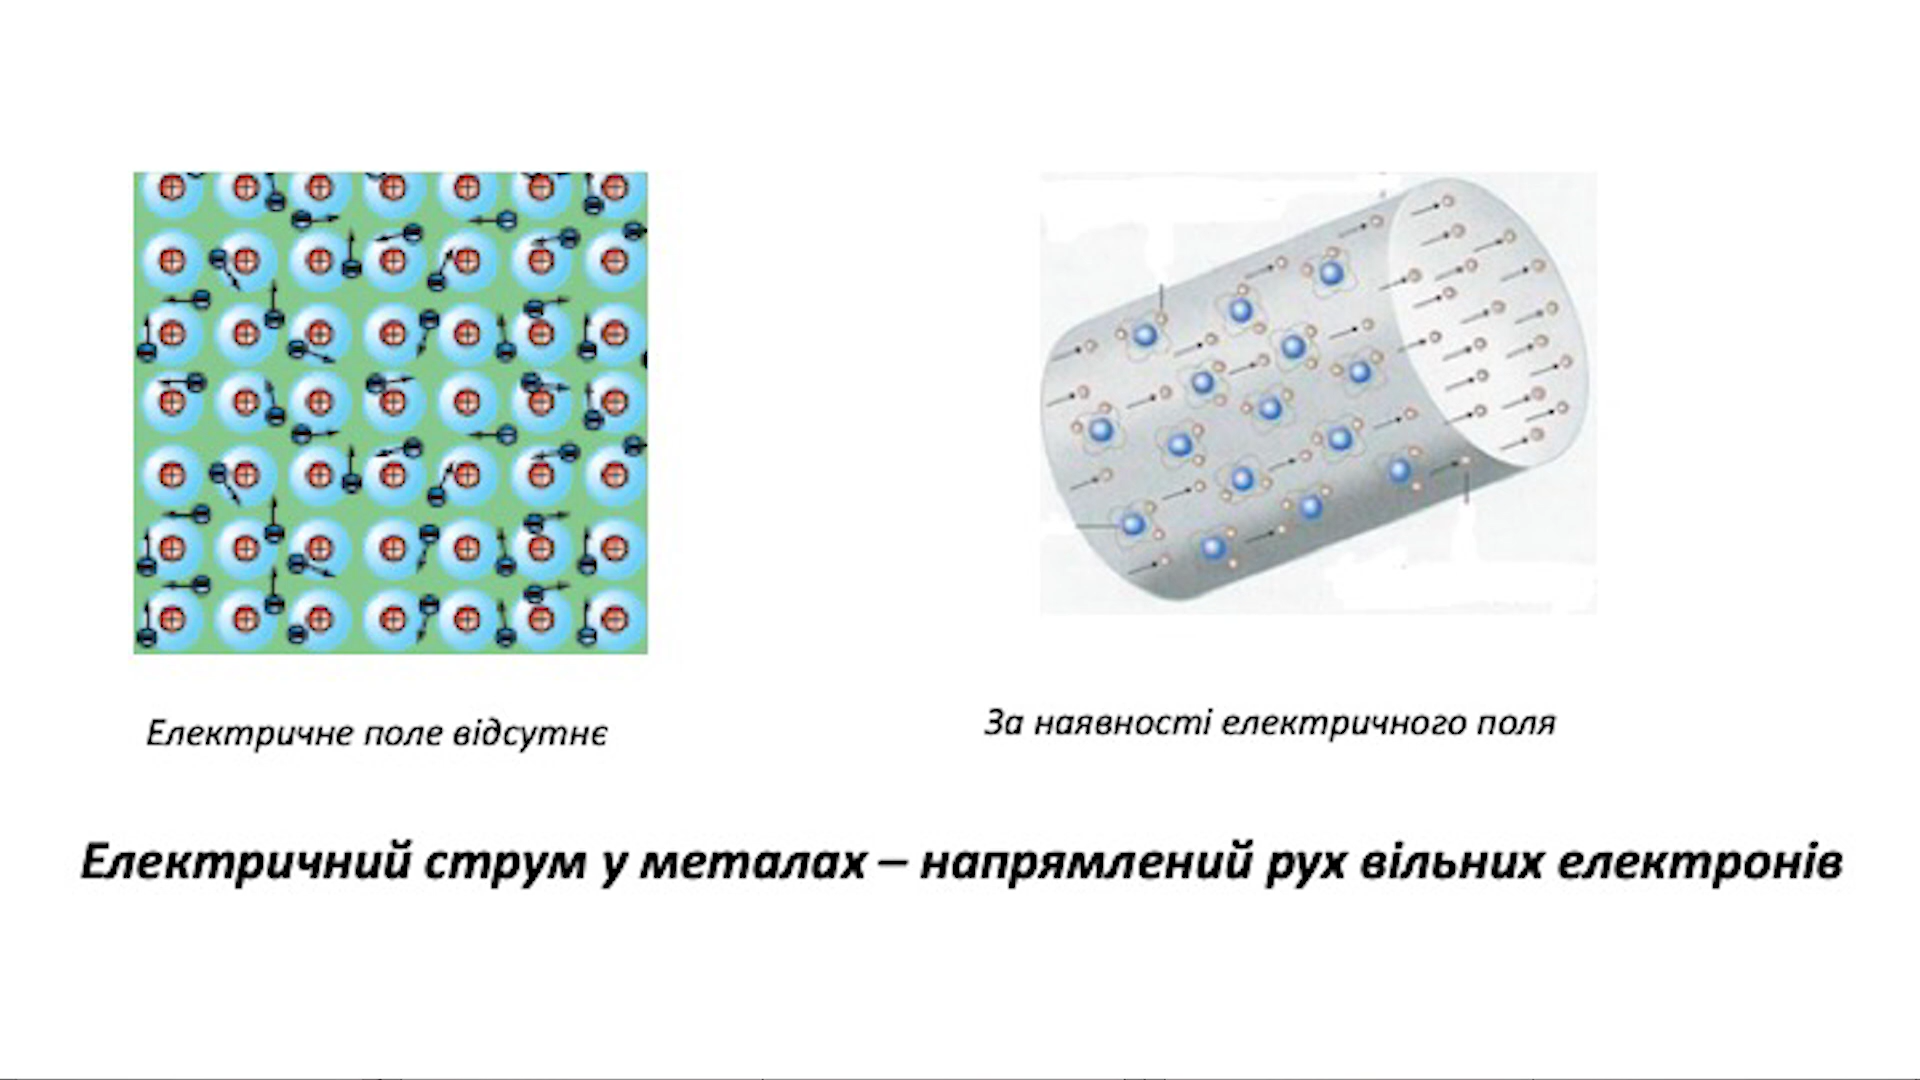 Електричне поле відсутнє
За наявності електричного поля
Електричний струм у металах – напрямлений рух вільних електронів